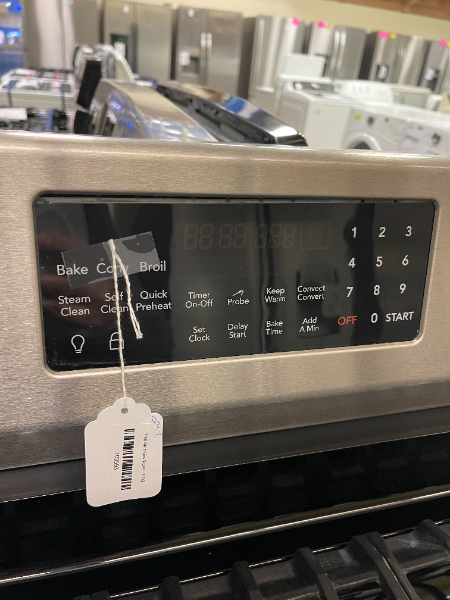 Bake Conv Broil
Steam Clean
Self Clean
Quick Preheat
Timer On-Off
Probe
Keep Warm
Convect Convert
Set Clock
Delay Start
Bake Time
Add A Min
1 2 3
4 5 6
7 8 9
OFF 0 START